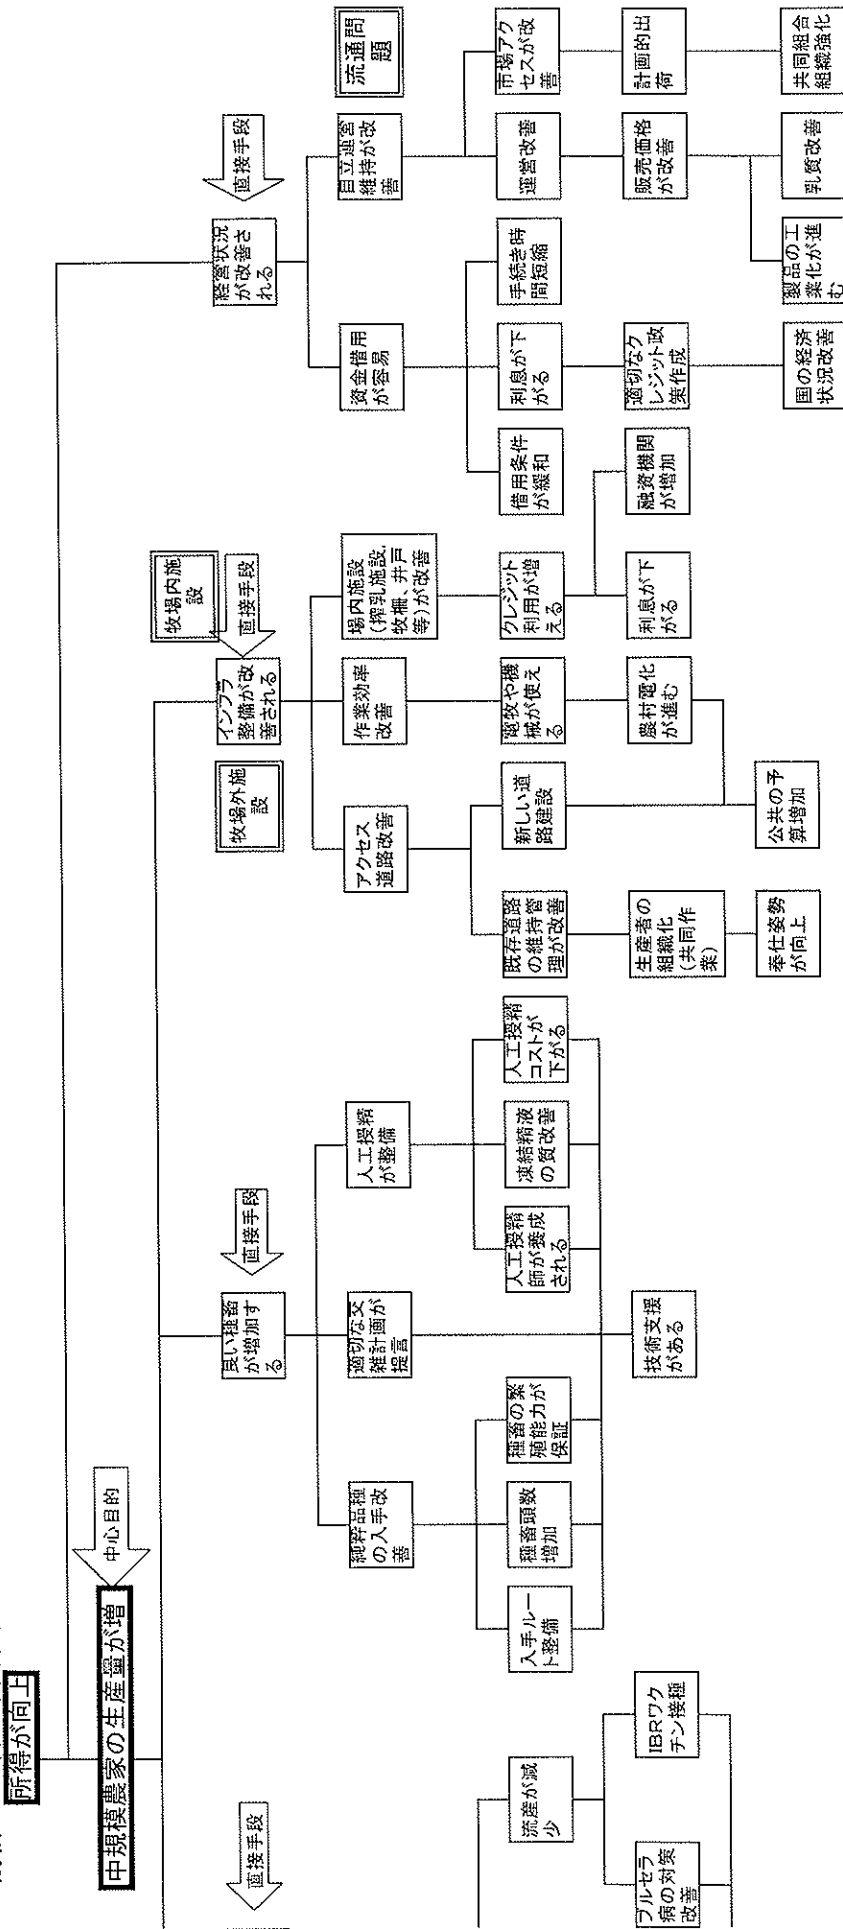 所得が向上
中心目的
中規模農家の生産量が増
直接手段
直接手段
直接手段
直接手段
牧場内施
設
牧場外施
設
流通問
題
良い種畜
が増加す
る
インフラ
整備が改
善される
経営状況
が改善さ
れる
純粋品種
の入手改
善
適切な交
雑計画が
提言
人工授精
が整備
アクセス
道路改善
作業効率
改善
場内施設
(搾乳施設、
牧柵、井戸
等)が改善
資金借用
が容易
自立運営
維持が改
善
流産が減
少
入手ルー
ト整備
種畜頭数
増加
種畜の繁
殖能力が
保証
人工授精
師が養成
される
凍結精液
の質改善
人工授精
コストが
下がる
既存道路
の維持管
理が改善
新しい道
路建設
電牧や機
械が使え
る
クレジット
利用が増
える
借用条件
が緩和
利息が下
がる
手続き時
間短縮
運営改善
市場アク
セスが改
善
ブルセラ
病の対策
改善
IBRワク
チン接種
技術支援
がある
生産者の
組織化
(共同作
業)
農村電化
が進む
利息が下
がる
融資機関
が増加
適切なク
レジット政
策作成
販売価格
が改善
計画的出
荷
奉仕姿勢
が向上
公共の予
算増加
国の経済
状況改善
製品の工
業化が進
む
乳質改善
共同組合
組織強化